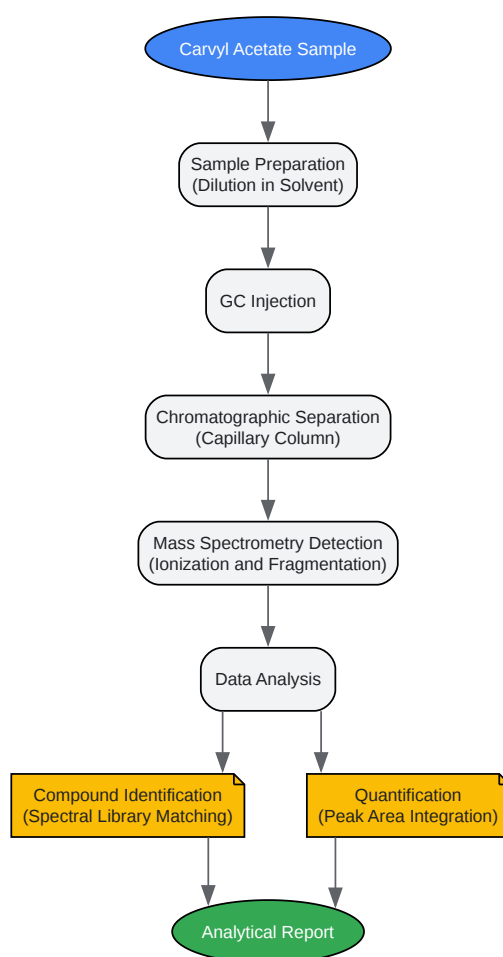 Carvyl Acetate Sample
Sample Preparation
(Dilution in Solvent)
GC Injection
Chromatographic Separation
(Capillary Column)
Mass Spectrometry Detection
(Ionization and Fragmentation)
Data Analysis
Compound Identification
(Spectral Library Matching)
Quantification
(Peak Area Integration)
Analytical Report